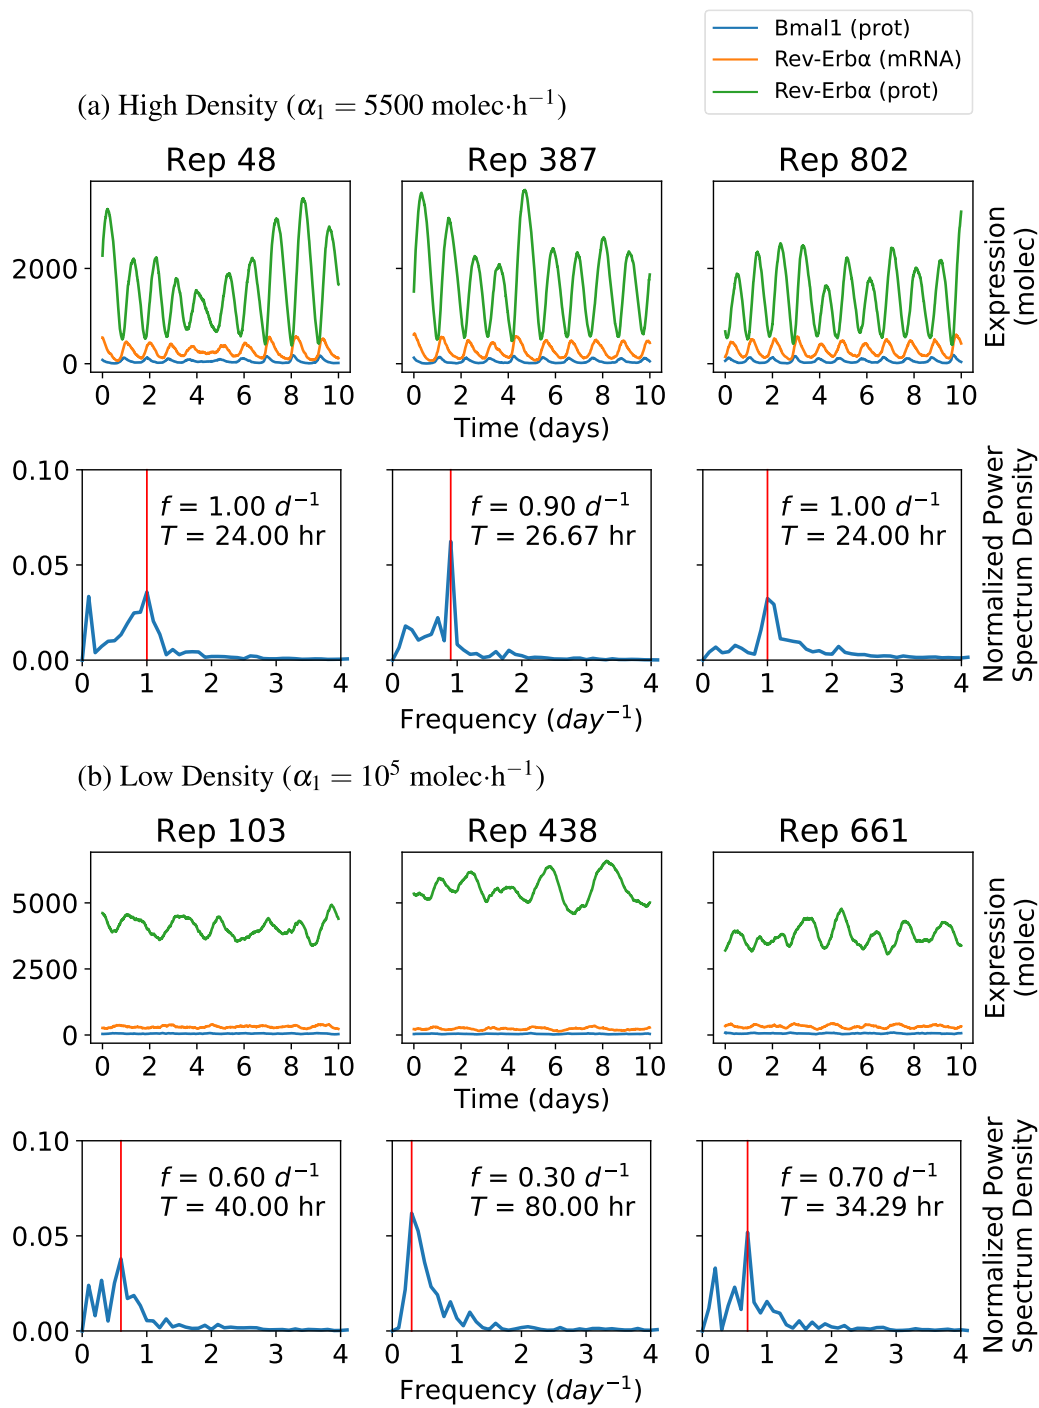 Bmal1 (prot)
Rev-Erbα (mRNA)
Rev-Erbα (prot)
(a) High Density (α₁ = 5500 molec·h⁻¹)
Rep 48 Rep 387 Rep 802
2000
0
0 2 4 6 8 10 0 2 4 6 8 10 0 2 4 6 8 10
Time (days)
Expression
(molec)
0.10
0.05
0.00
f = 1.00 d⁻¹
T = 24.00 hr
f = 0.90 d⁻¹
T = 26.67 hr
f = 1.00 d⁻¹
T = 24.00 hr
0 1 2 3 4 0 1 2 3 4 0 1 2 3 4
Frequency (day⁻¹)
Normalized Power
Spectrum Density
(b) Low Density (α₁ = 10⁵ molec·h⁻¹)
Rep 103 Rep 438 Rep 661
5000
2500
0
0 2 4 6 8 10 0 2 4 6 8 10 0 2 4 6 8 10
Time (days)
Expression
(molec)
0.10
0.05
0.00
f = 0.60 d⁻¹
T = 40.00 hr
f = 0.30 d⁻¹
T = 80.00 hr
f = 0.70 d⁻¹
T = 34.29 hr
0 1 2 3 4 0 1 2 3 4 0 1 2 3 4
Frequency (day⁻¹)
Normalized Power
Spectrum Density